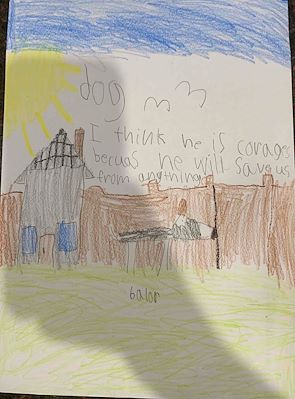 dog
I think he is corages
becuas he will save us
from anything
balor